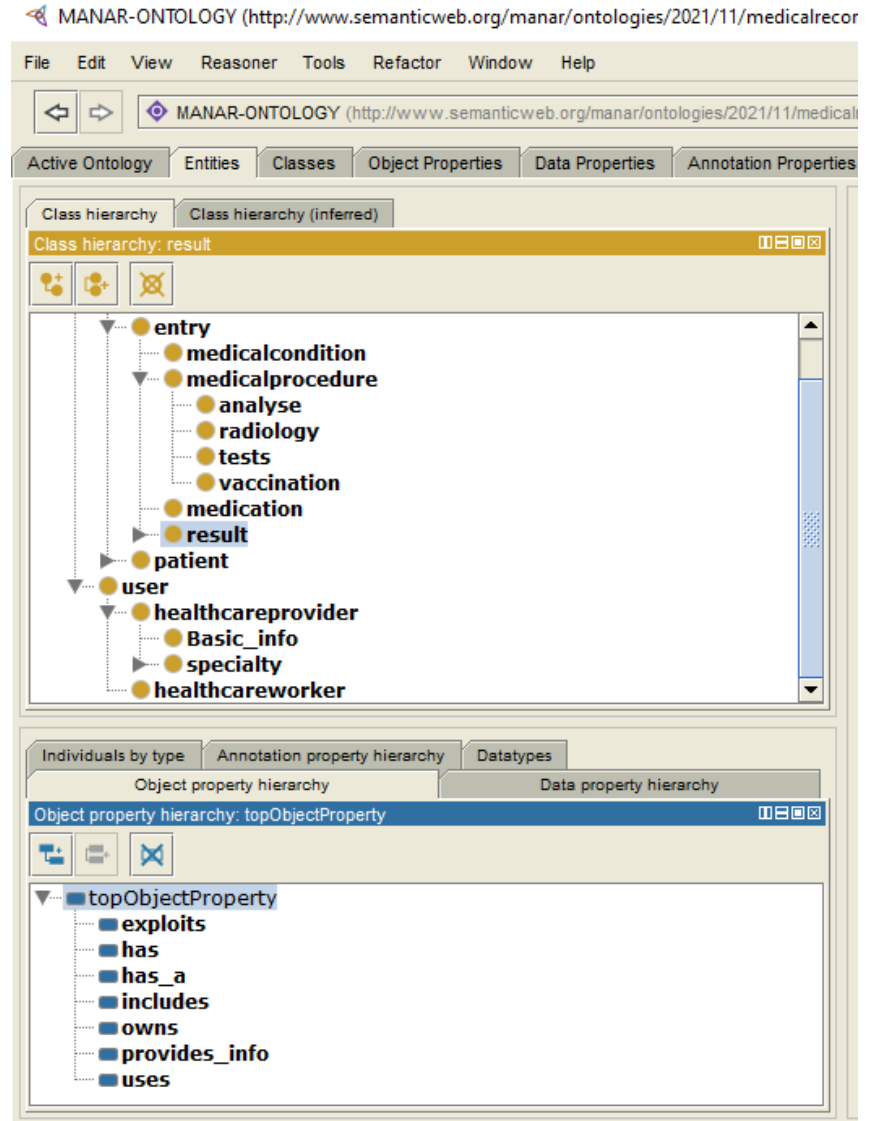 MANAR-ONTOLOGY (http://www.semanticweb.org/manar/ontologies/2021/11/medicalrecor
File Edit View Reasoner Tools Refactor Window Help
MANAR-ONTOLOGY (http://www.semanticweb.org/manar/ontologies/2021/11/medical
Active Ontology Entities Classes Object Properties Data Properties Annotation Properties
Class hierarchy Class hierarchy (inferred)
Class hierarchy: result
entry
medicalcondition
medicalprocedure
analyse
radiology
tests
vaccination
medication
result
patient
user
healthcareprovider
Basic_info
specialty
healthcareworker
Individuals by type Annotation property hierarchy Datatypes
Object property hierarchy Data property hierarchy
Object property hierarchy: topObjectProperty
topObjectProperty
exploits
has
has_a
includes
owns
provides_info
uses